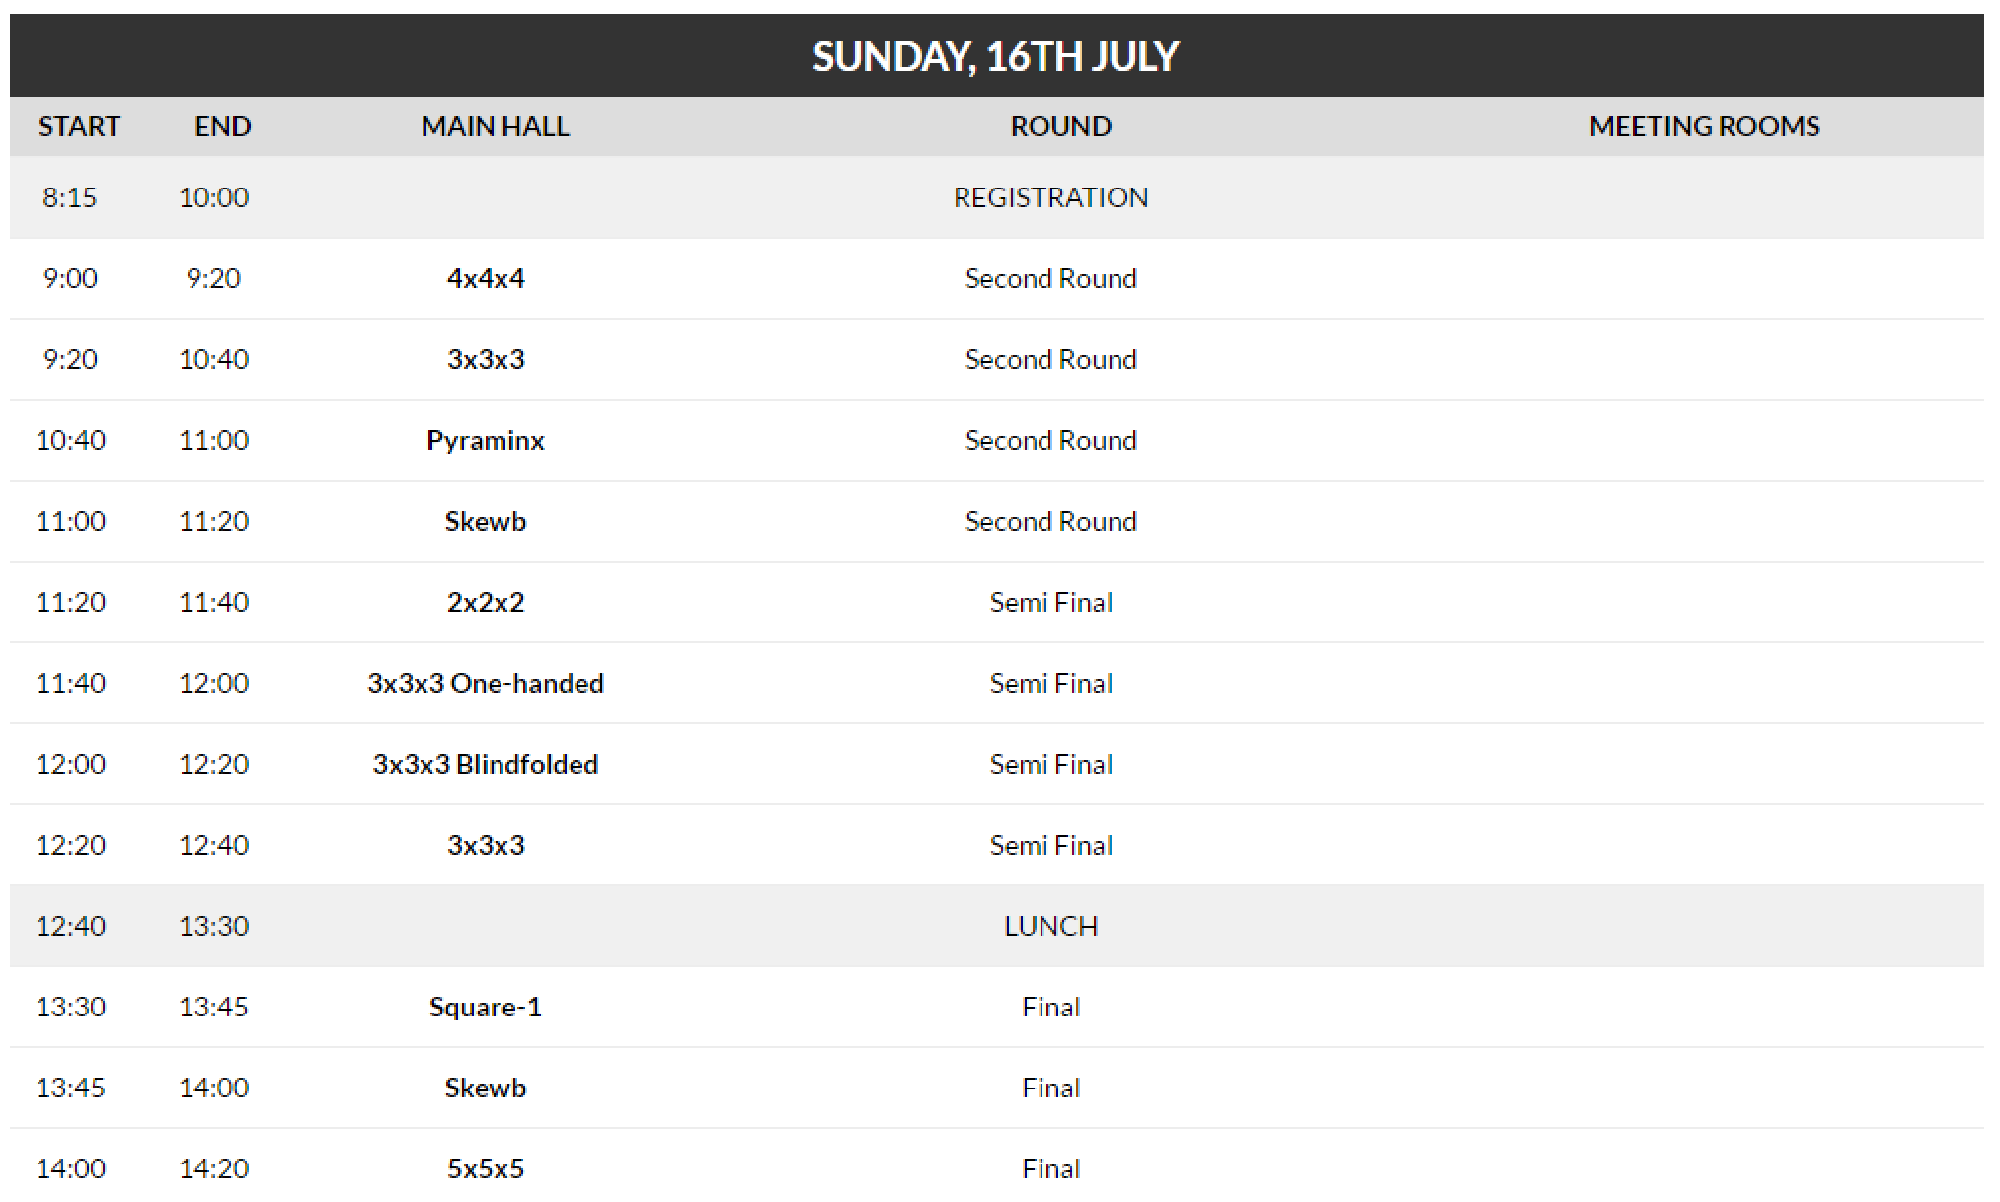 SUNDAY, 16TH JULY
START END MAIN HALL ROUND MEETING ROOMS
8:15 10:00 REGISTRATION
9:00 9:20 4x4x4 Second Round
9:20 10:40 3x3x3 Second Round
10:40 11:00 Pyraminx Second Round
11:00 11:20 Skewb Second Round
11:20 11:40 2x2x2 Semi Final
11:40 12:00 3x3x3 One-handed Semi Final
12:00 12:20 3x3x3 Blindfolded Semi Final
12:20 12:40 3x3x3 Semi Final
12:40 13:30 LUNCH
13:30 13:45 Square-1 Final
13:45 14:00 Skewb Final
14:00 14:20 5x5x5 Final